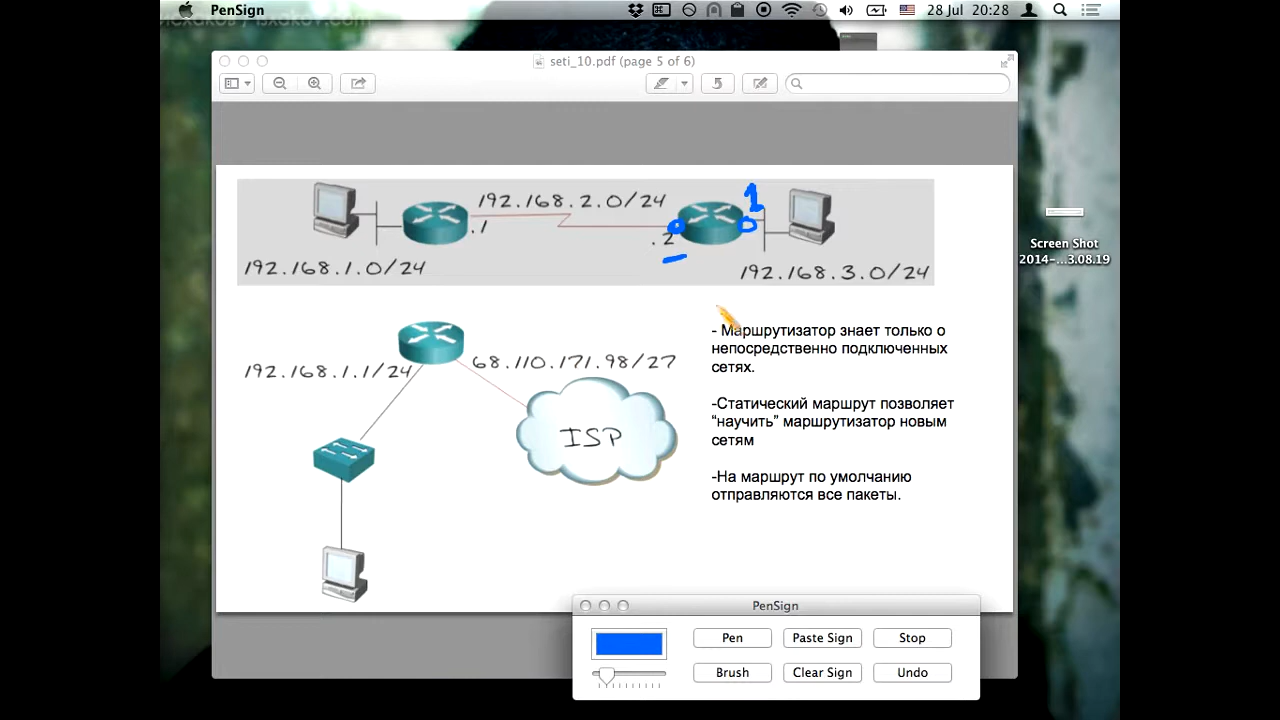 PenSign
28 Jul 20:28
seti_10.pdf (page 5 of 6)
192.168.2.0/24
1
.1
.2
192.168.1.0/24
192.168.3.0/24
Screen Shot
2014-...3.08.19
192.168.1.1/24
68.110.171.98/27
ISP
- Маршрутизатор знает только о
непосредственно подключенных
сетях.
-Статический маршрут позволяет
“научить” маршрутизатор новым
сетям
-На маршрут по умолчанию
отправляются все пакеты.
PenSign
Pen
Paste Sign
Stop
Brush
Clear Sign
Undo